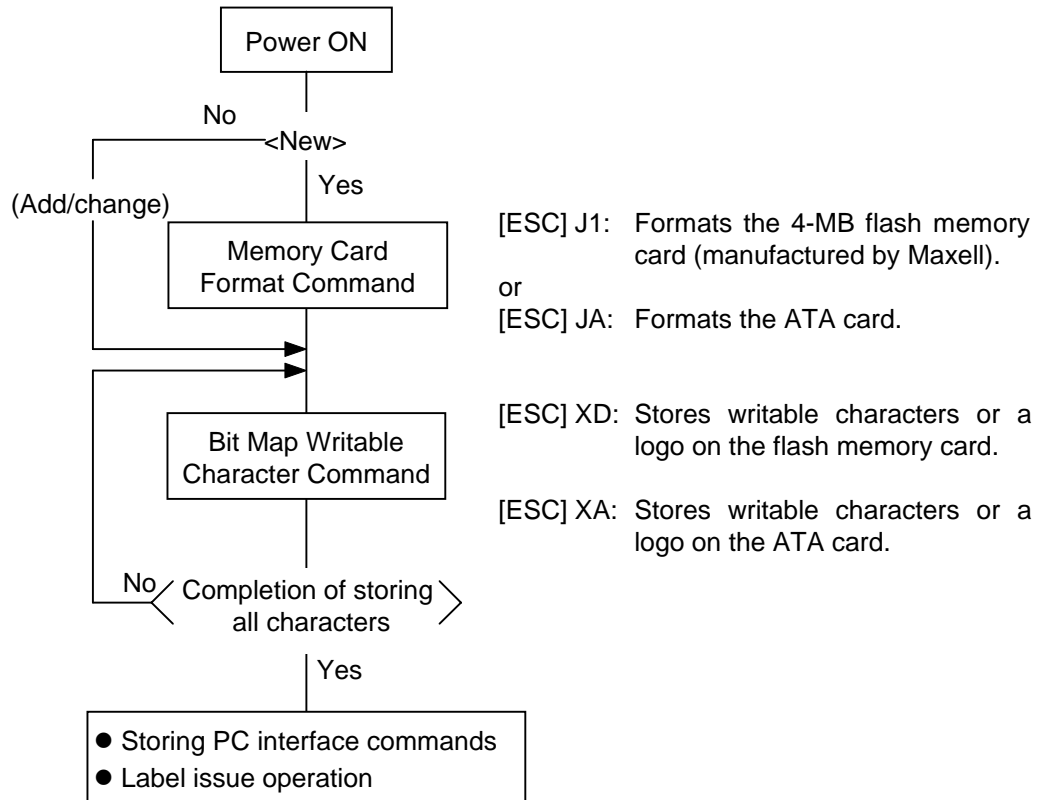 Power ON
No
<New>
Yes
(Add/change)
Memory Card
Format Command
[ESC] J1: Formats the 4-MB flash memory
card (manufactured by Maxell).
or
[ESC] JA: Formats the ATA card.
Bit Map Writable
Character Command
[ESC] XD: Stores writable characters or a
logo on the flash memory card.
[ESC] XA: Stores writable characters or a
logo on the ATA card.
No
Completion of storing
all characters
Yes
● Storing PC interface commands
● Label issue operation